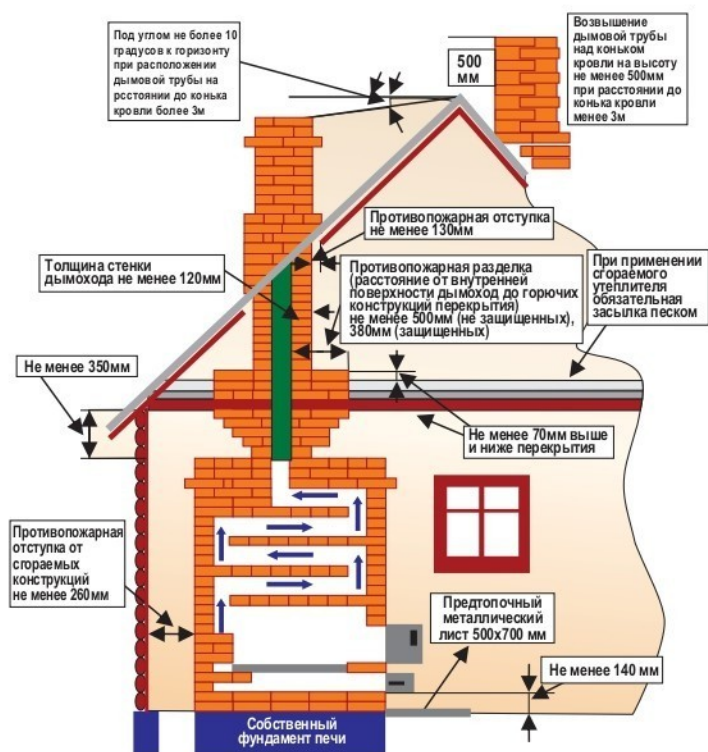 Под углом не более 10
градусов к горизонту
при расположении
дымовой трубы на
рсстоянии до конька
кровли более 3м
500
мм
Возвышение
дымовой трубы
над коньком
кровли на высоту
не менее 500мм
при расстоянии до
конька кровли
менее 3м
Противопожарная отступка
не менее 130мм
Толщина стенки
дымохода не менее 120мм
Противопожарная разделка
(расстояние от внутренней
поверхности дымоход до горючих
конструкций перекрытия)
не менее 500мм (не защищенных),
380мм (защищенных)
При применении
сгораемого
утеплителя
обязательная
засылка песком
Не менее 350мм
Не менее 70мм выше
и ниже перекрытия
Противопожарная
отступка от
сгораемых
конструкций
не менее 260мм
Предтопочный
металлический
лист 500х700 мм
Не менее 140 мм
Собственный
фундамент печи